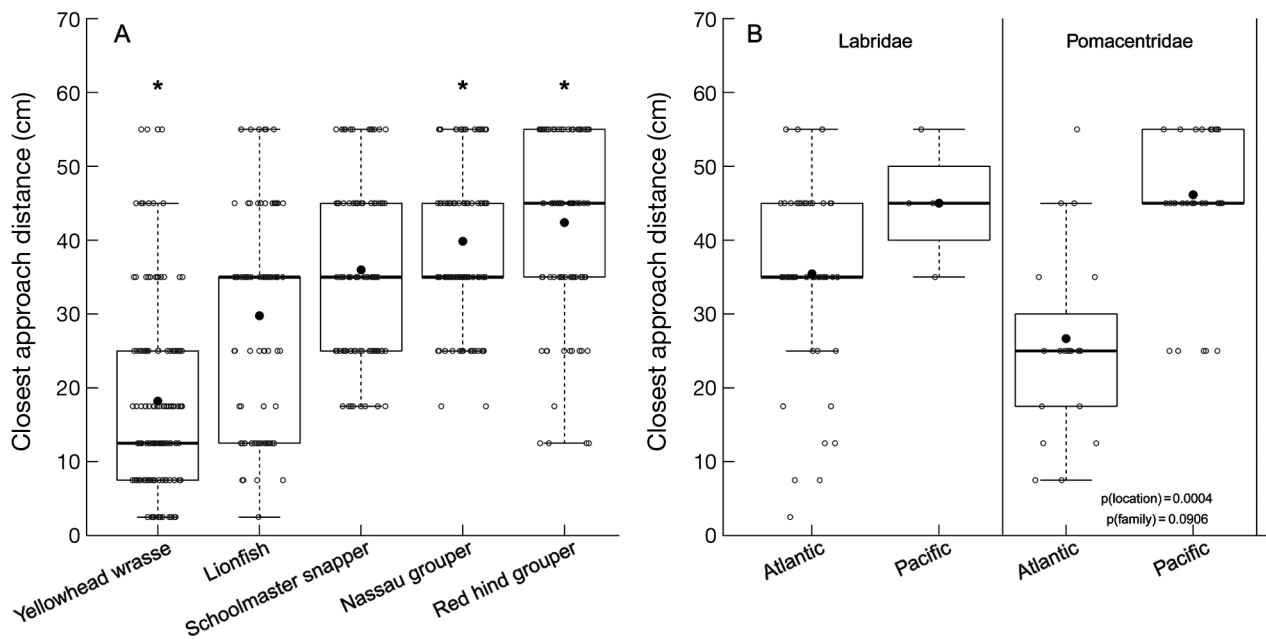 A
Closest approach distance (cm)
70
60
50
40
30
20
10
0
*
*
*
Yellowhead wrasse
Lionfish
Schoolmaster snapper
Nassau grouper
Red hind grouper
B
Closest approach distance (cm)
70
60
50
40
30
20
10
0
Labridae
Pomacentridae
p(location) = 0.0004
p(family) = 0.0906
Atlantic
Pacific
Atlantic
Pacific